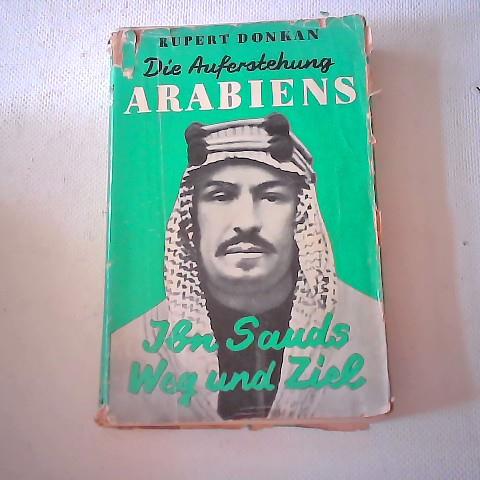 RUPERT DONKAN
Die Auferstehung
ARABIENS
Ibn Sauds
Weg und Ziel